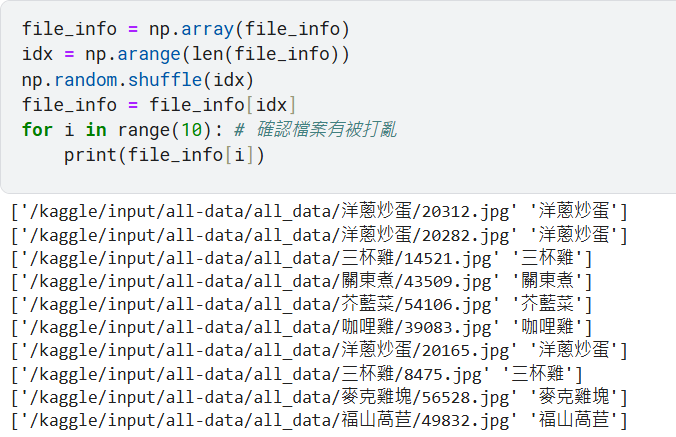 file_info = np.array(file_info)
idx = np.arange(len(file_info))
np.random.shuffle(idx)
file_info = file_info[idx]
for i in range(10): # 確認檔案有被打亂
    print(file_info[i])
['/kaggle/input/all-data/all_data/洋蔥炒蛋/20312.jpg' '洋蔥炒蛋']
['/kaggle/input/all-data/all_data/洋蔥炒蛋/20282.jpg' '洋蔥炒蛋']
['/kaggle/input/all-data/all_data/三杯雞/14521.jpg' '三杯雞']
['/kaggle/input/all-data/all_data/關東煮/43509.jpg' '關東煮']
['/kaggle/input/all-data/all_data/芥藍菜/54106.jpg' '芥藍菜']
['/kaggle/input/all-data/all_data/咖哩雞/39083.jpg' '咖哩雞']
['/kaggle/input/all-data/all_data/洋蔥炒蛋/20165.jpg' '洋蔥炒蛋']
['/kaggle/input/all-data/all_data/三杯雞/8475.jpg' '三杯雞']
['/kaggle/input/all-data/all_data/麥克雞塊/56528.jpg' '麥克雞塊']
['/kaggle/input/all-data/all_data/福山萵苣/49832.jpg' '福山萵苣']